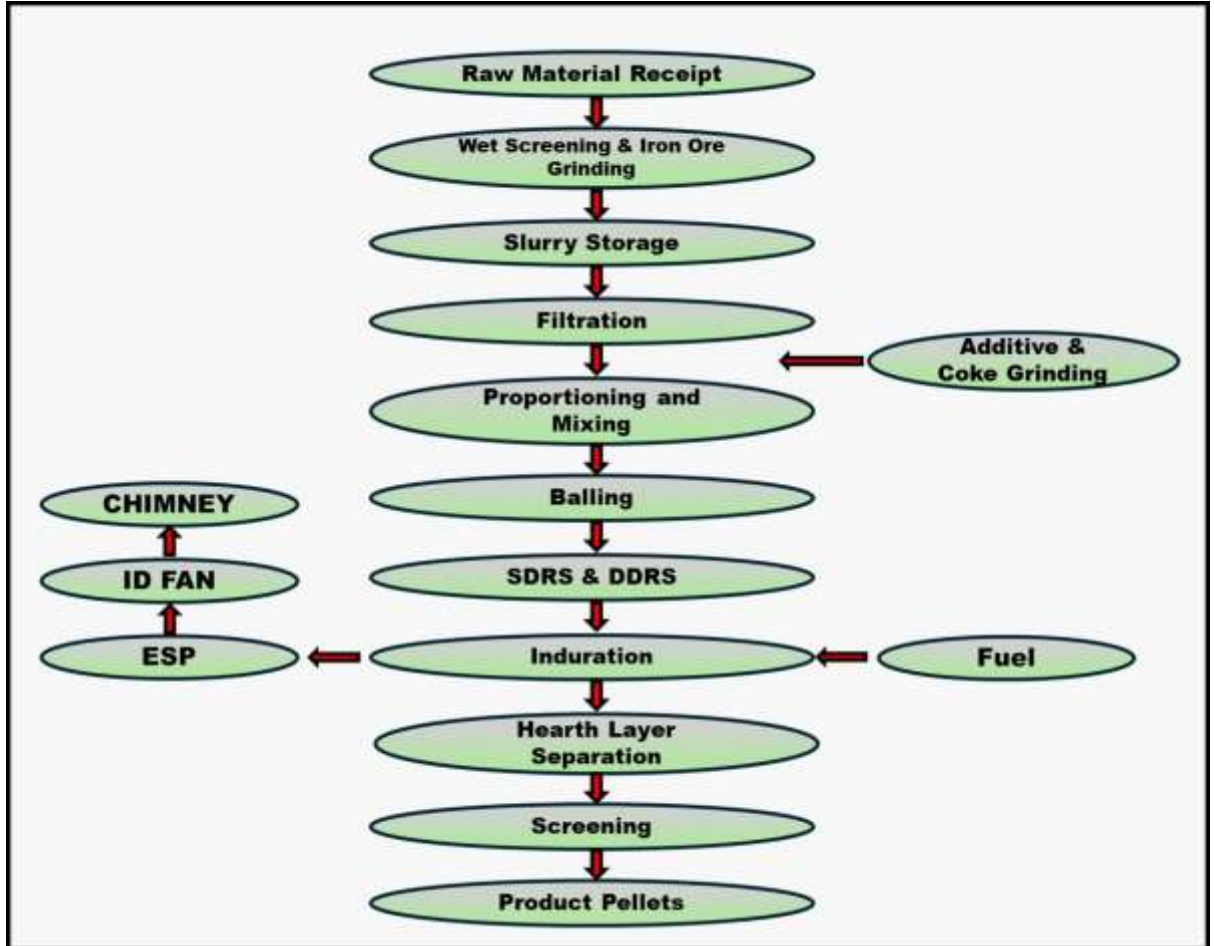 Raw Material Receipt
Wet Screening & Iron Ore
Grinding
Slurry Storage
Filtration
Additive &
Coke Grinding
Proportioning and
Mixing
Balling
CHIMNEY
SDRS & DDRS
ID FAN
Induration
ESP
Fuel
Hearth Layer
Separation
Screening
Product Pellets